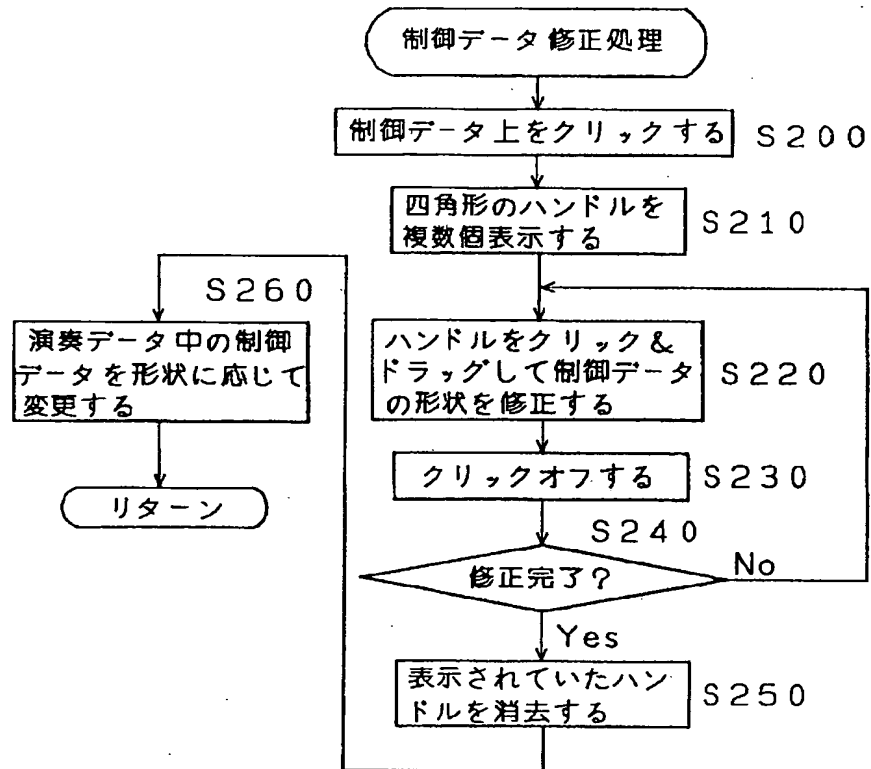 制御データ修正処理
制御データ上をクリックする
S200
四角形のハンドルを
複数個表示する
S210
ハンドルをクリック&
ドラッグして制御データ
の形状を修正する
S220
クリックオフする
S230
S240
修正完了?
No
Yes
表示されていたハン
ドルを消去する
S250
S260
演奏データ中の制御
データを形状に応じて
変更する
リターン